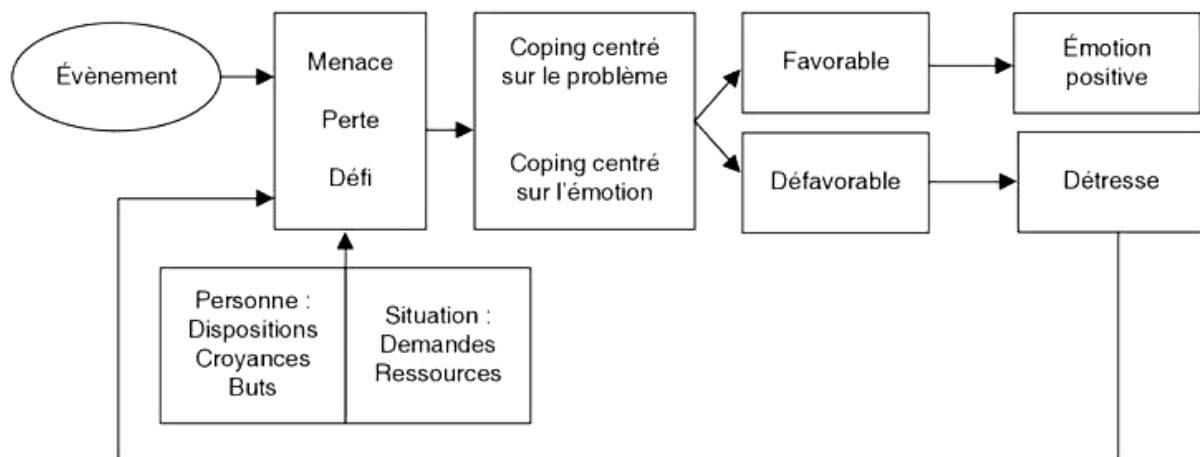 Évènement
Menace
Perte
Défi
Coping centré
sur le problème
Coping centré
sur l'émotion
Favorable
Défavorable
Émotion
positive
Détresse
Personne :
Dispositions
Croyances
Buts
Situation :
Demandes
Ressources